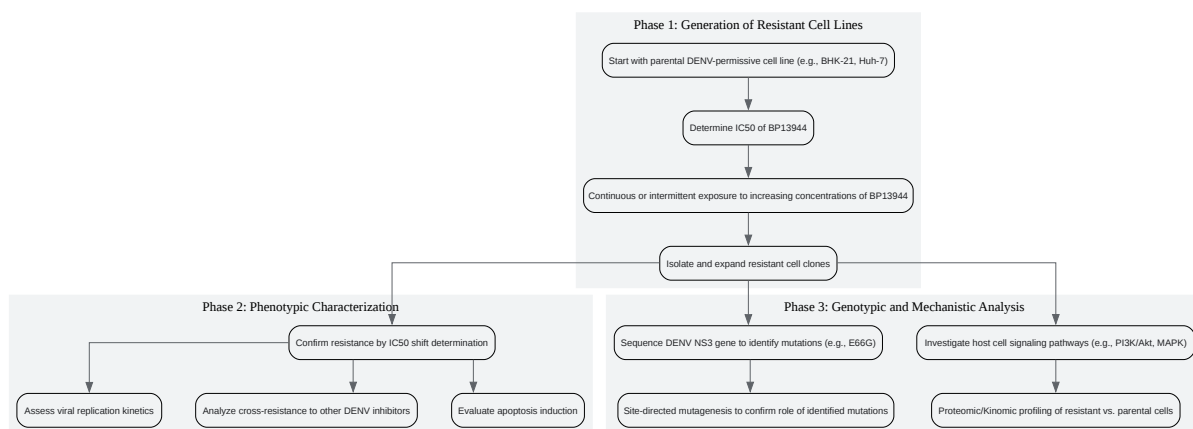 Phase 1: Generation of Resistant Cell Lines
Start with parental DENV-permissive cell line (e.g., BHK-21, Huh-7)
Determine IC50 of BP13944
Continuous or intermittent exposure to increasing concentrations of BP13944
Isolate and expand resistant cell clones
Phase 2: Phenotypic Characterization
Confirm resistance by IC50 shift determination
Assess viral replication kinetics
Analyze cross-resistance to other DENV inhibitors
Evaluate apoptosis induction
Phase 3: Genotypic and Mechanistic Analysis
Sequence DENV NS3 gene to identify mutations (e.g., E66G)
Investigate host cell signaling pathways (e.g., PI3K/Akt, MAPK)
Site-directed mutagenesis to confirm role of identified mutations
Proteomic/Kinomic profiling of resistant vs. parental cells